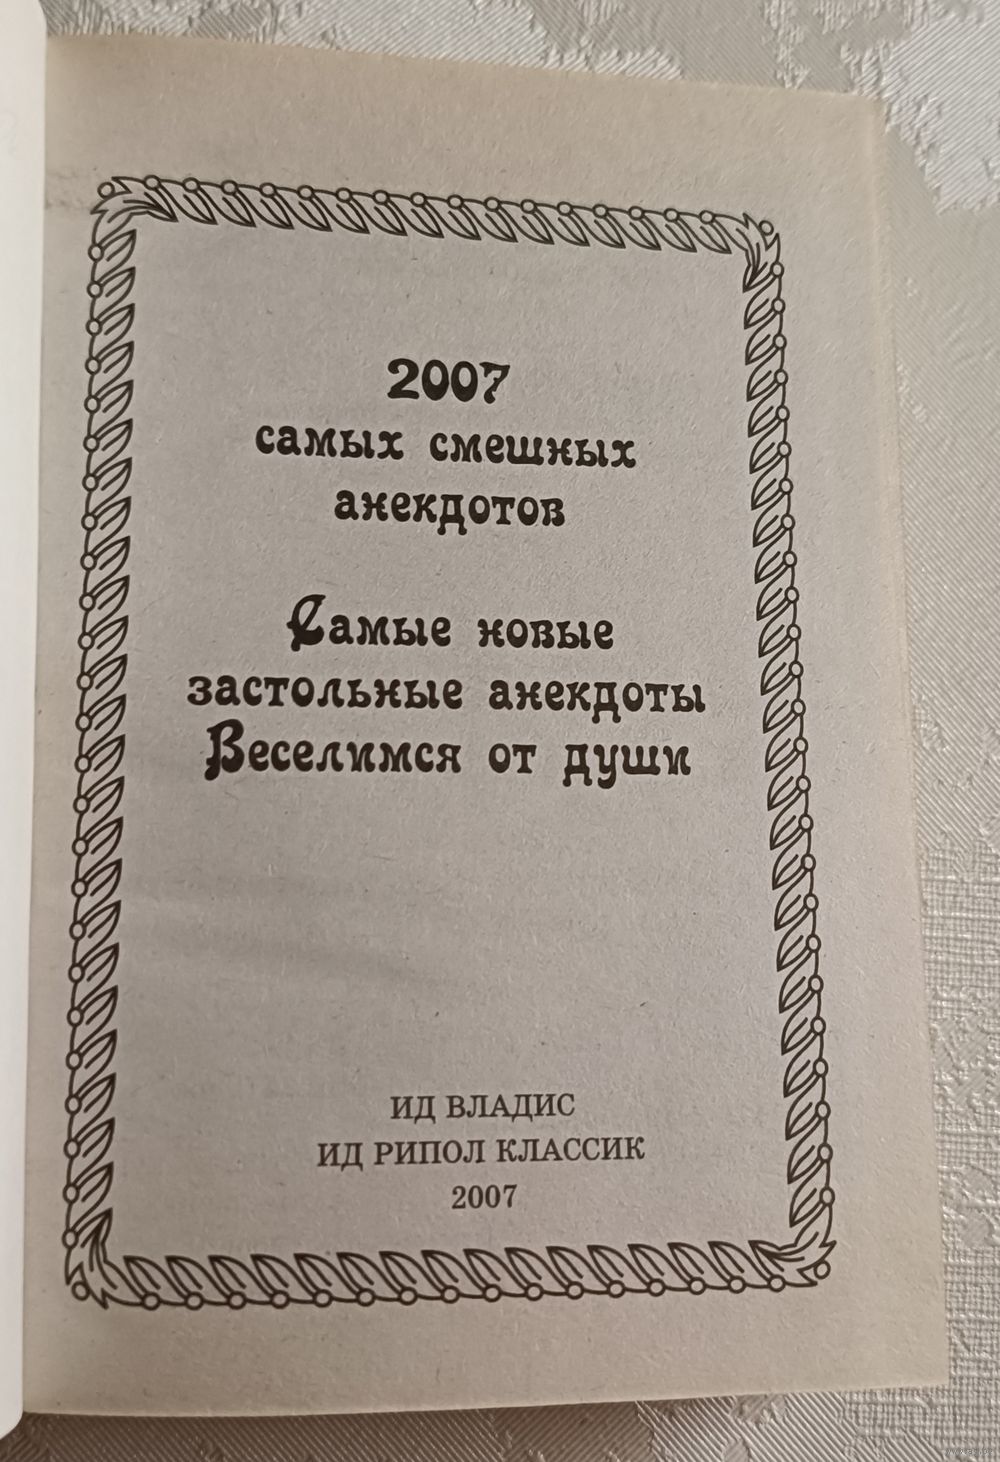 2007
самых смешных
анекдотов
Самые новые
застольные анекдоты
Веселимся от души
ИД ВЛАДИС
ИД РИПОЛ КЛАССИК
2007